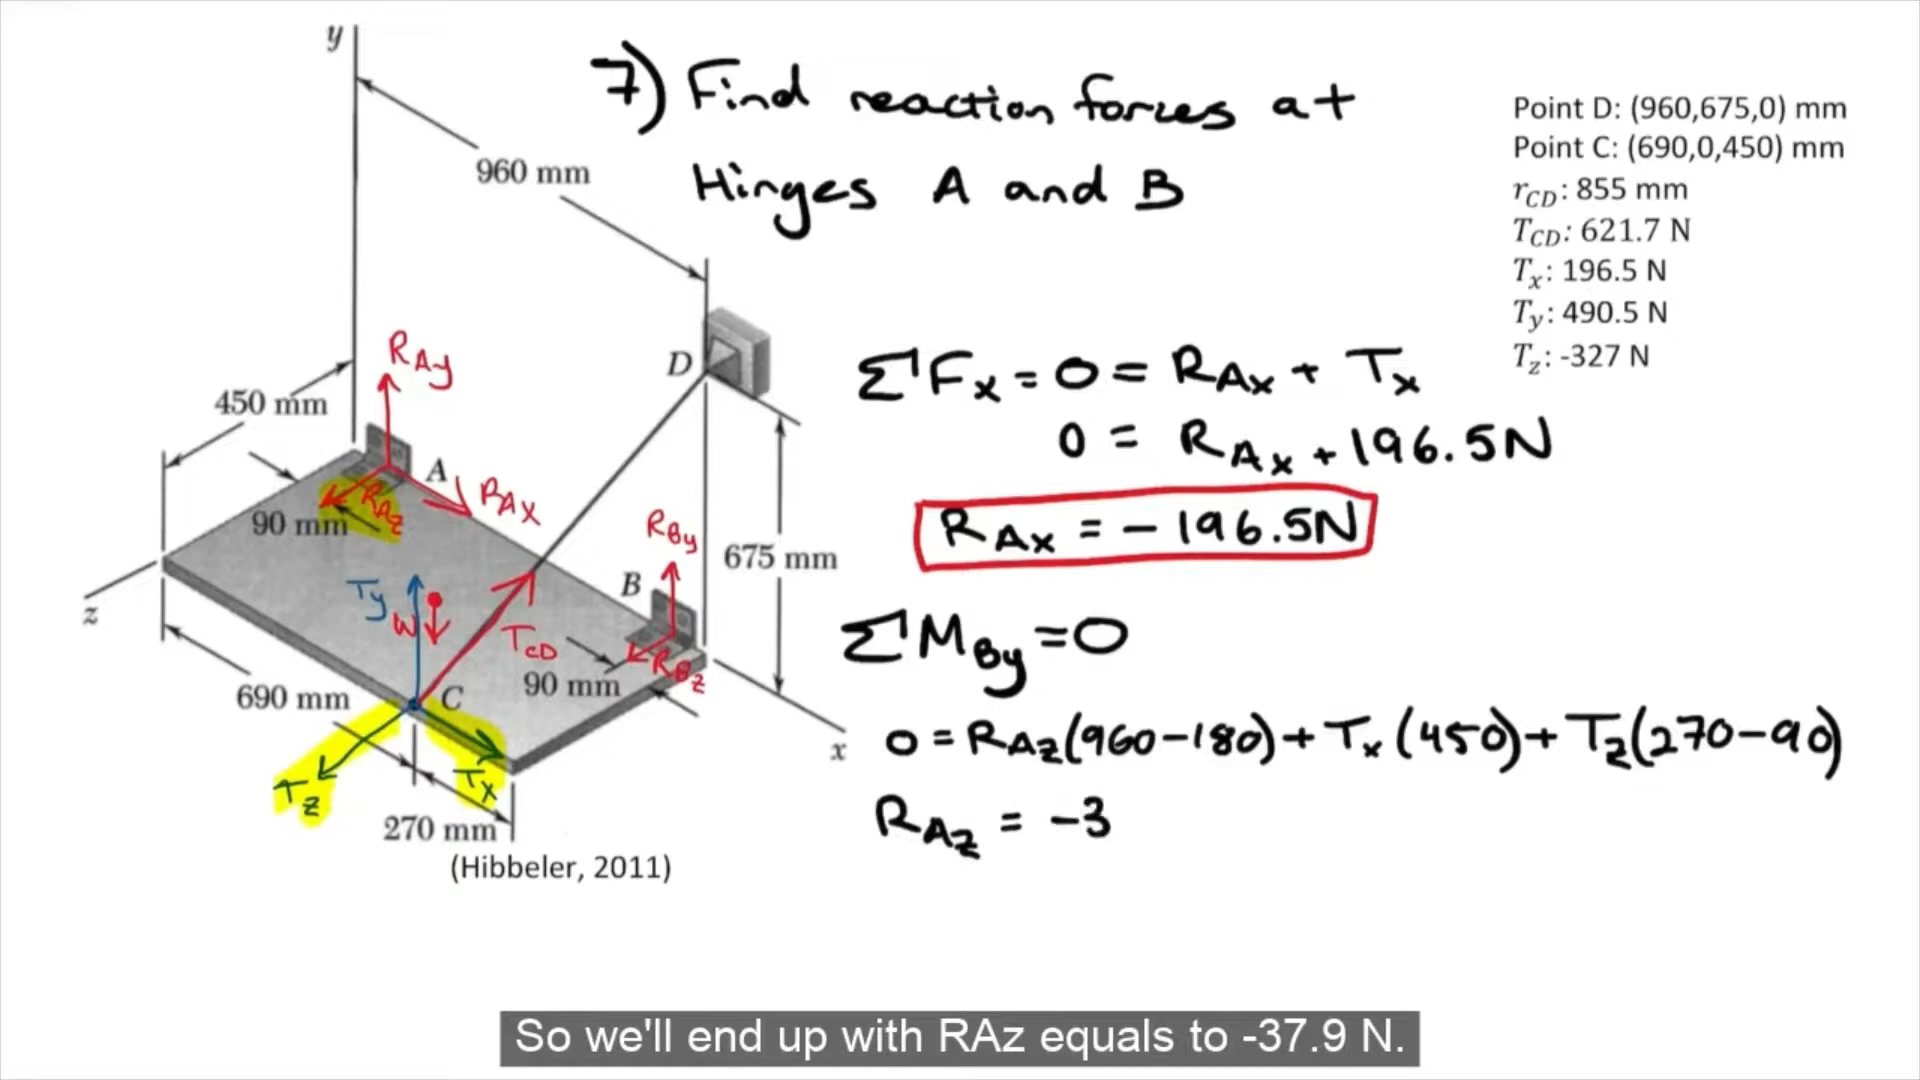 7) Find reaction forces at
Hinges A and B
Point D: (960,675,0) mm
Point C: (690,0,450) mm
rCD: 855 mm
TCD: 621.7 N
Tx: 196.5 N
Ty: 490.5 N
Tz: -327 N
y
960 mm
RAy
D
450 mm
A
RAz
RAx
90 mm
RBy
675 mm
B
Ty
W
TCD
RBz
90 mm
z
690 mm
C
x
Tz
Tx
270 mm
(Hibbeler, 2011)
ΣFx = 0 = RAx + Tx
0 = RAx + 196.5N
RAx = - 196.5N
ΣMBy = 0
0 = RAz(960-180) + Tx(450) + Tz(270-90)
RAz = -3
So we'll end up with RAz equals to -37.9 N.